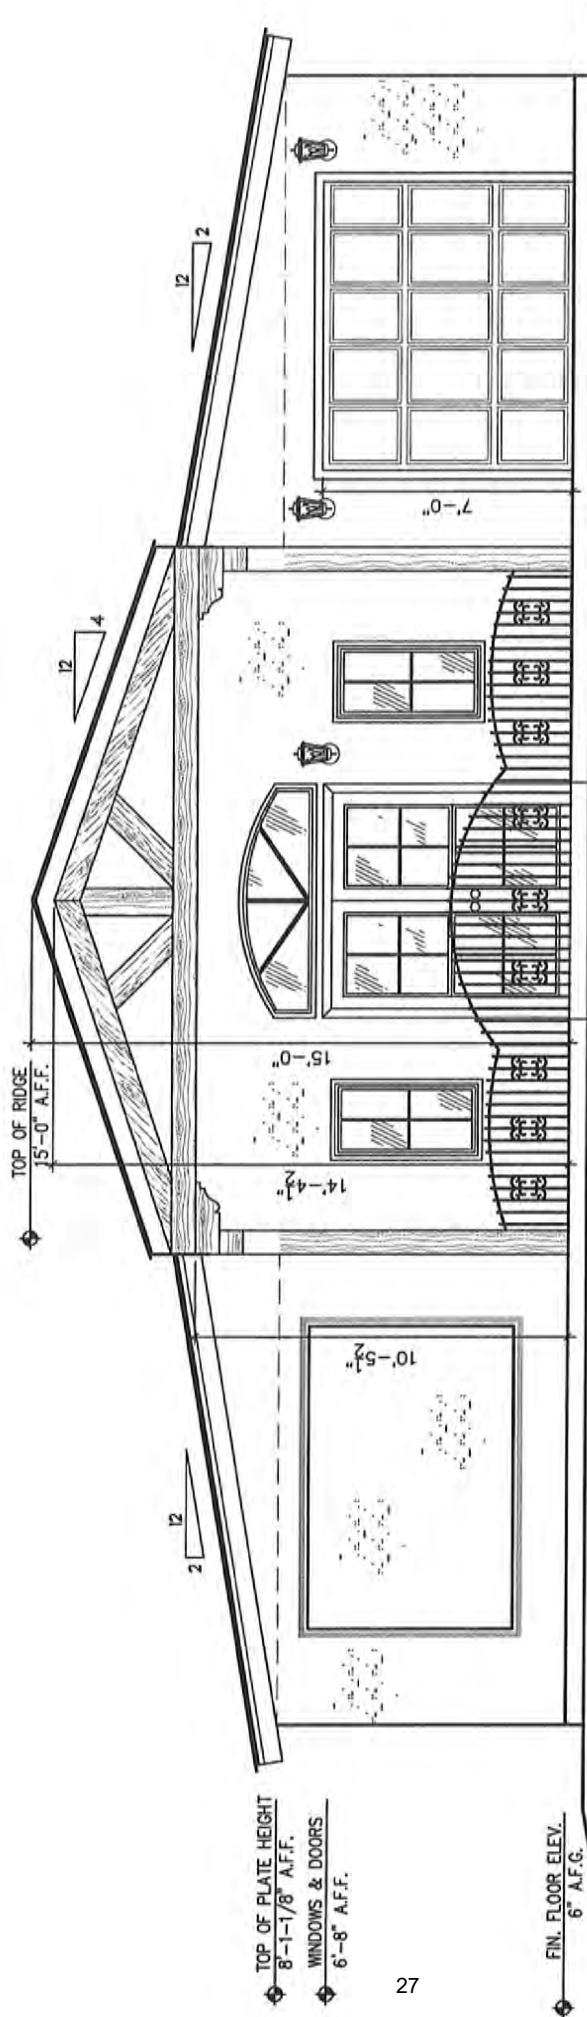 TOP OF RIDGE
15'-0" A.F.F.
12
4
12
2
12
2
15'-0"
14'-4½"
10'-5½"
7'-0"
TOP OF PLATE HEIGHT
8'-1-1/8" A.F.F.
WINDOWS & DOORS
6'-8" A.F.F.
FIN. FLOOR ELEV.
6" A.F.G.
27